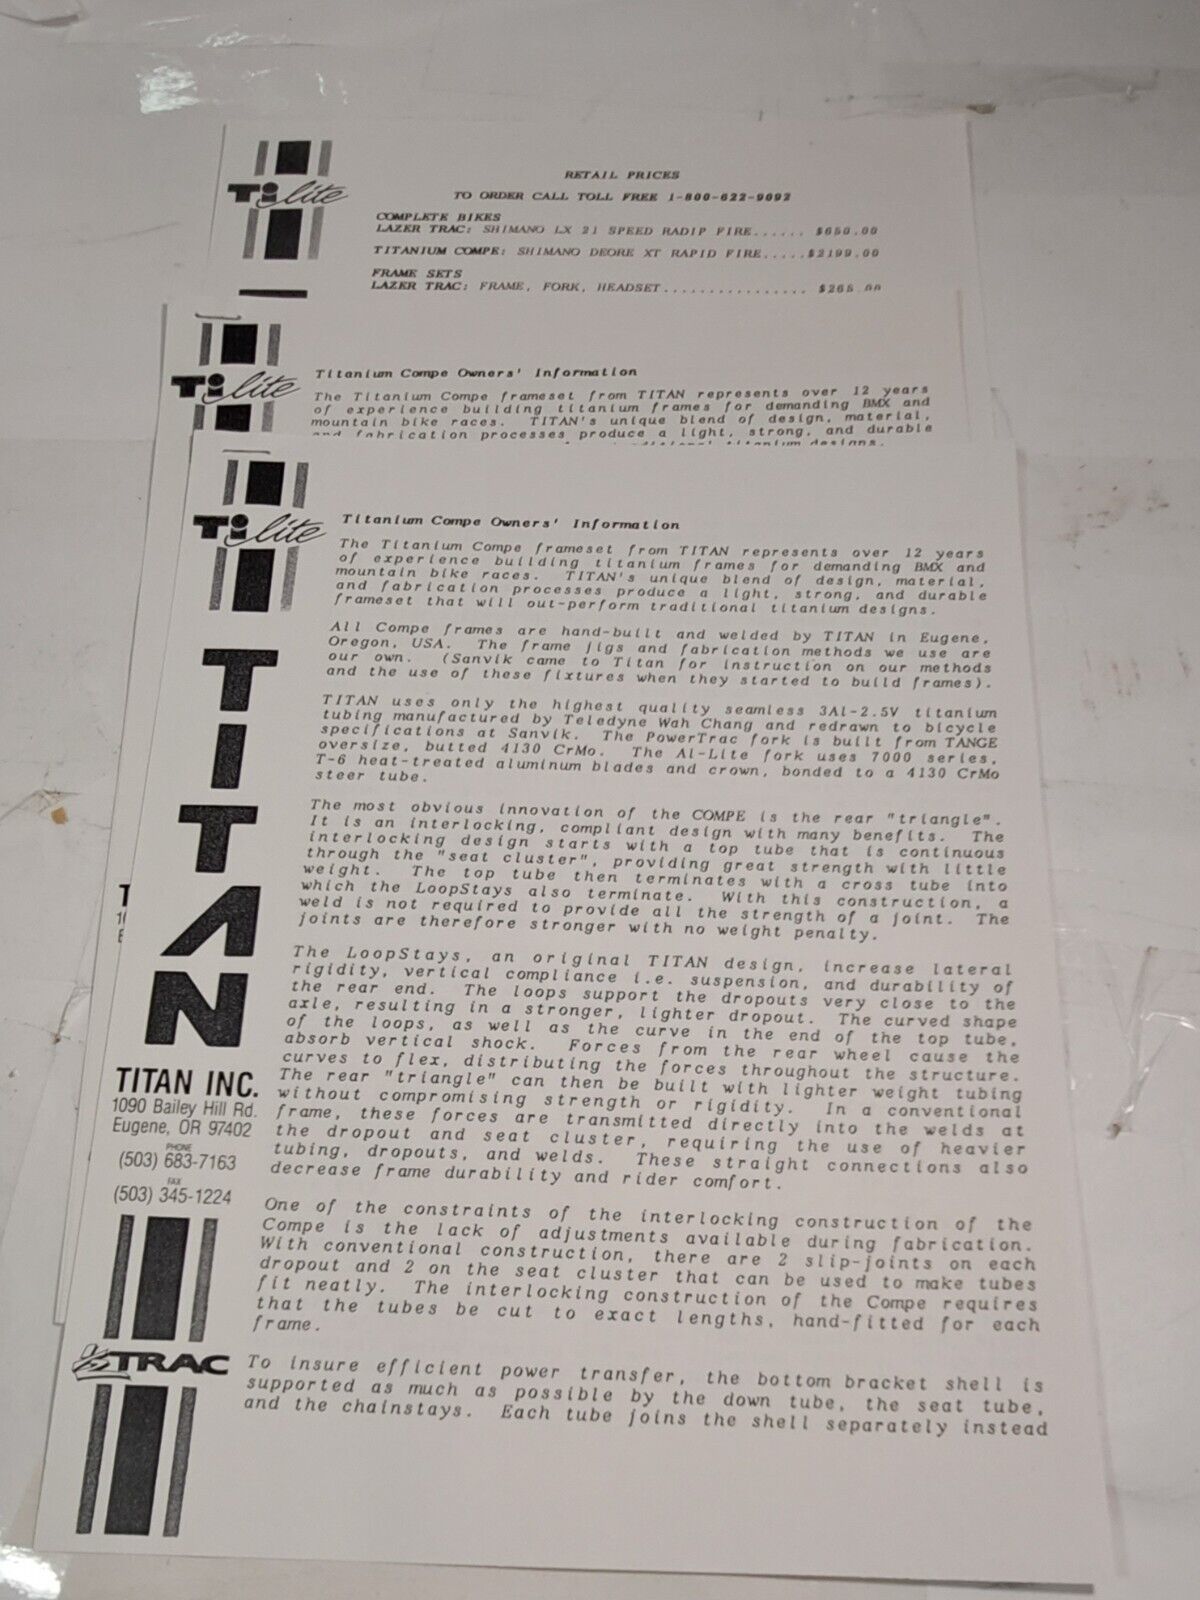 Tilite
RETAIL PRICES
TO ORDER CALL TOLL FREE 1-800-622-9092
COMPLETE BIKES
LAZER TRAC: SHIMANO LX 21 SPEED RADIP FIRE...... $650.00
TITANIUM COMPE: SHIMANO DEORE XT RAPID FIRE.....$2199.00
FRAME SETS
LAZER TRAC: FRAME, FORK, HEADSET................ $265.00
Tilite
Titanium Compe Owners' Information
The Titanium Compe frameset from TITAN represents over 12 years
of experience building titanium frames for demanding BMX and
mountain bike races. TITAN's unique blend of design, material,
and fabrication processes produce a light, strong, and durable
titanium designs.
Tilite
Titanium Compe Owners' Information
The Titanium Compe frameset from TITAN represents over 12 years
of experience building titanium frames for demanding BMX and
mountain bike races. TITAN's unique blend of design, material,
and fabrication processes produce a light, strong, and durable
frameset that will out-perform traditional titanium designs.
All Compe frames are hand-built and welded by TITAN in Eugene,
Oregon, USA. The frame jigs and fabrication methods we use are
our own. (Sanvik came to Titan for instruction on our methods
and the use of these fixtures when they started to build frames).
TITAN uses only the highest quality seamless 3Al-2.5V titanium
tubing manufactured by Teledyne Wah Chang and redrawn to bicycle
specifications at Sanvik. The PowerTrac fork is built from TANGE
oversize, butted 4130 CrMo. The Al-Lite fork uses 7000 series,
T-6 heat-treated aluminum blades and crown, bonded to a 4130 CrMo
steer tube.
The most obvious innovation of the COMPE is the rear "triangle".
It is an interlocking, compliant design with many benefits. The
interlocking design starts with a top tube that is continuous
through the "seat cluster", providing great strength with little
weight. The top tube then terminates with a cross tube into
which the LoopStays also terminate. With this construction, a
weld is not required to provide all the strength of a joint. The
joints are therefore stronger with no weight penalty.
The LoopStays, an original TITAN design, increase lateral
rigidity, vertical compliance i.e. suspension, and durability of
the rear end. The loops support the dropouts very close to the
axle, resulting in a stronger, lighter dropout. The curved shape
of the loops, as well as the curve in the end of the top tube,
absorb vertical shock. Forces from the rear wheel cause the
curves to flex, distributing the forces throughout the structure.
The rear "triangle" can then be built with lighter weight tubing
without compromising strength or rigidity. In a conventional
frame, these forces are transmitted directly into the welds at
the dropout and seat cluster, requiring the use of heavier
tubing, dropouts, and welds. These straight connections also
decrease frame durability and rider comfort.
One of the constraints of the interlocking construction of the
Compe is the lack of adjustments available during fabrication.
With conventional construction, there are 2 slip-joints on each
dropout and 2 on the seat cluster that can be used to make tubes
fit neatly. The interlocking construction of the Compe requires
that the tubes be cut to exact lengths, hand-fitted for each
frame.
To insure efficient power transfer, the bottom bracket shell is
supported as much as possible by the down tube, the seat tube,
and the chainstays. Each tube joins the shell separately instead
TITAN
TITAN INC.
1090 Bailey Hill Rd.
Eugene, OR 97402
PHONE
(503) 683-7163
FAX
(503) 345-1224
TRAC